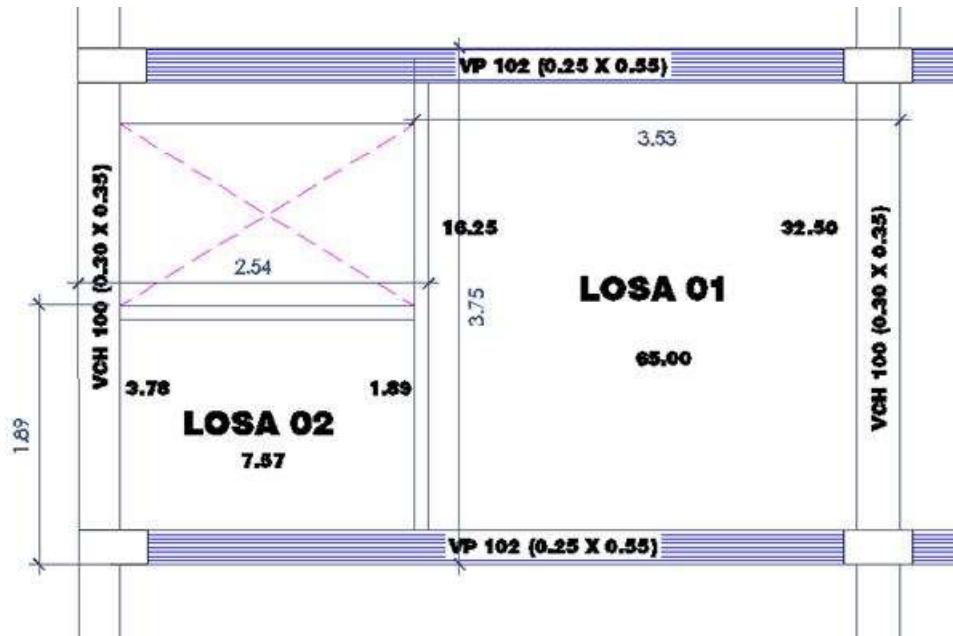 VP 102 (0.25 X 0.55)
3.53
VCH 100 (0.30 X 0.35)
16.25
32.50
2.54
LOSA 01
3.75
VCH 100 (0.30 X 0.35)
65.00
3.78
1.89
LOSA 02
1.89
7.57
VP 102 (0.25 X 0.55)